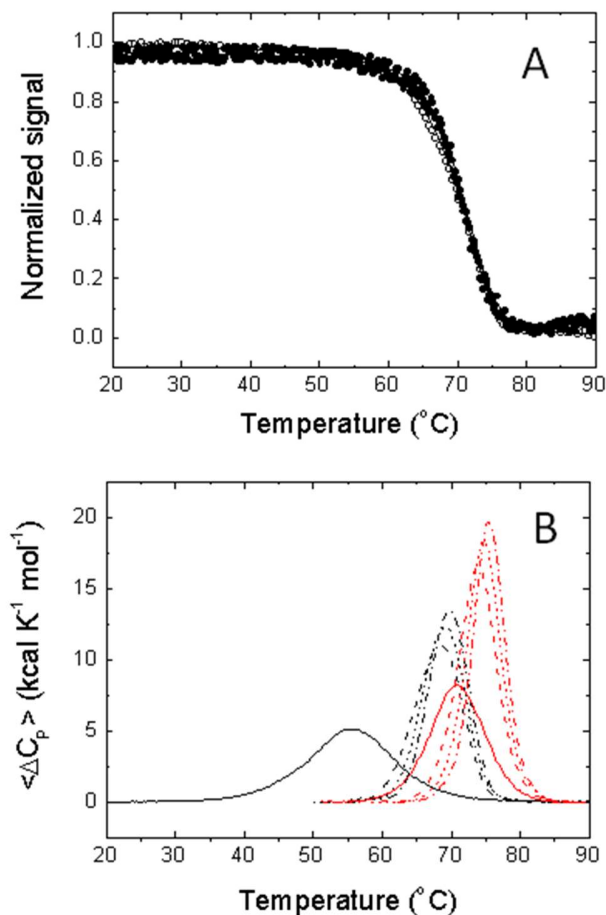 A
Normalized signal
1.0
0.8
0.6
0.4
0.2
0.0
20 30 40 50 60 70 80 90
Temperature (°C)
B
<ΔCp > (kcal K-1 mol-1)
20
15
10
5
0
20 30 40 50 60 70 80 90
Temperature (°C)